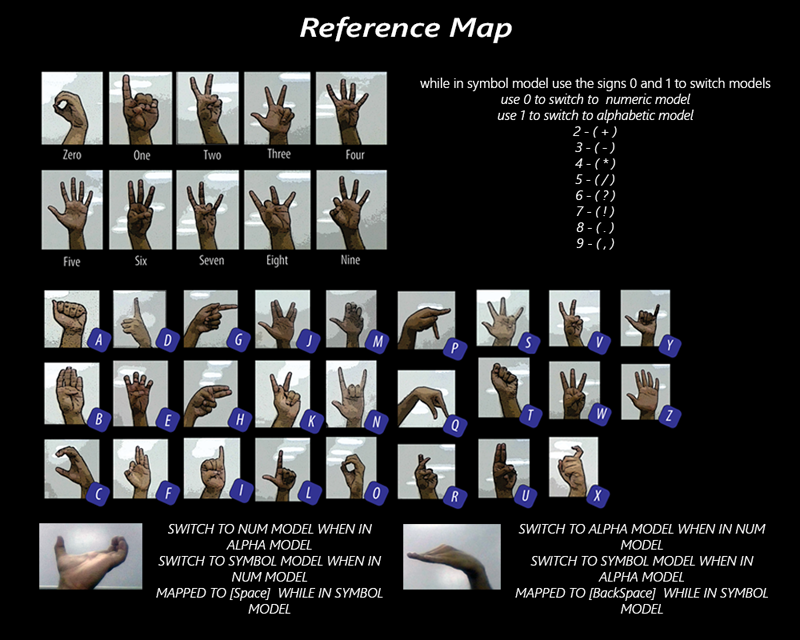 Reference Map
while in symbol model use the signs 0 and 1 to switch models
use 0 to switch to numeric model
use 1 to switch to alphabetic model
2 - ( + )
3 - ( - )
4 - ( * )
5 - ( / )
6 - ( ? )
7 - ( ! )
8 - ( . )
9 - ( , )
Zero One Two Three Four
Five Six Seven Eight Nine
A D G J M P S V Y
B E H K N Q T W Z
C F I L O R U X
SWITCH TO NUM MODEL WHEN IN
ALPHA MODEL
SWITCH TO SYMBOL MODEL WHEN IN
NUM MODEL
MAPPED TO [Space] WHILE IN SYMBOL
MODEL
SWITCH TO ALPHA MODEL WHEN IN NUM
MODEL
SWITCH TO SYMBOL MODEL WHEN IN
ALPHA MODEL
MAPPED TO [BackSpace] WHILE IN SYMBOL
MODEL